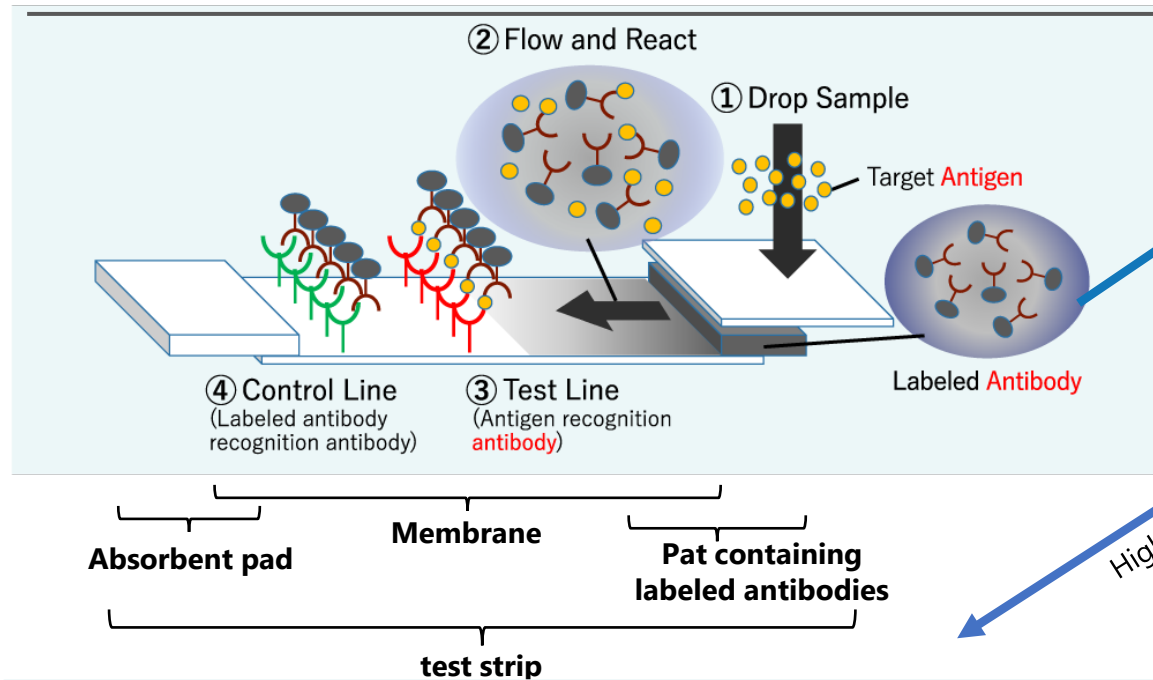 ② Flow and React
① Drop Sample
Target Antigen
Labeled Antibody
④ Control Line
(Labeled antibody
recognition antibody)
③ Test Line
(Antigen recognition
antibody)
Membrane
Absorbent pad
Pat containing
labeled antibodies
test strip